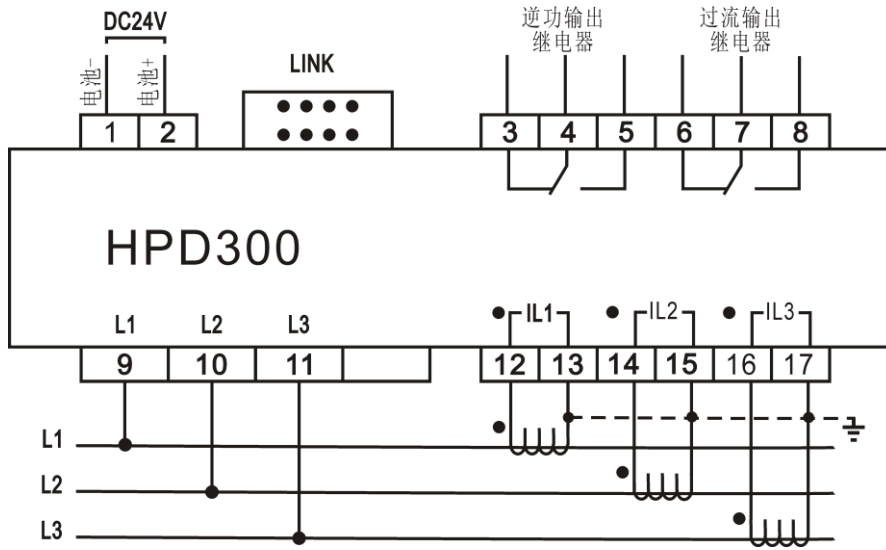 DC24V
电池-
电池+
LINK
逆功输出
继电器
过流输出
继电器
1 2 3 4 5 6 7 8
HPD300
L1 L2 L3 IL1 IL2 IL3
9 10 11 12 13 14 15 16 17
L1
L2
L3